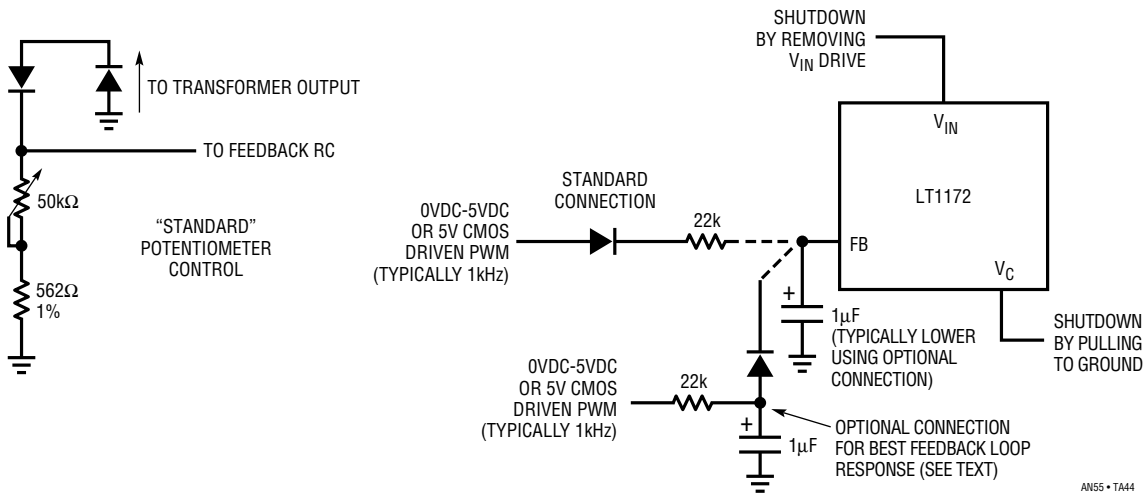 TO TRANSFORMER OUTPUT
TO FEEDBACK RC
50kΩ
"STANDARD"
POTENTIOMETER
CONTROL
562Ω
1%
SHUTDOWN
BY REMOVING
VIN DRIVE
VIN
LT1172
FB
VC
STANDARD
CONNECTION
0VDC-5VDC
OR 5V CMOS
DRIVEN PWM
(TYPICALLY 1kHz)
22k
+
1µF
(TYPICALLY LOWER
USING OPTIONAL
CONNECTION)
SHUTDOWN
BY PULLING
TO GROUND
0VDC-5VDC
OR 5V CMOS
DRIVEN PWM
(TYPICALLY 1kHz)
22k
+
1µF
OPTIONAL CONNECTION
FOR BEST FEEDBACK LOOP
RESPONSE (SEE TEXT)
AN55 • TA44